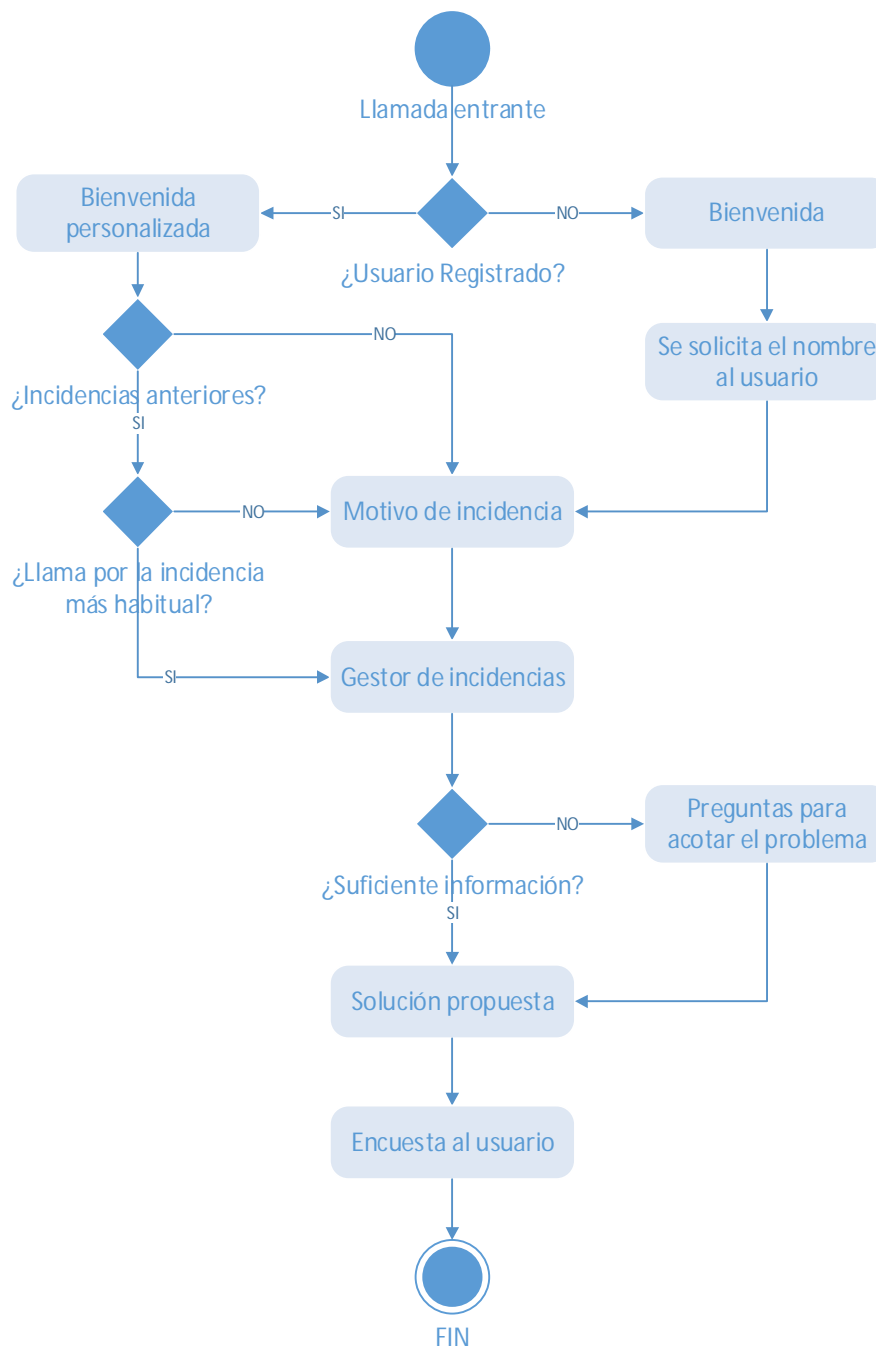 Llamada entrante
Bienvenida
personalizada
SI
NO
Bienvenida
¿Usuario Registrado?
NO
Se solicita el nombre
al usuario
¿Incidencias anteriores?
SI
NO
Motivo de incidencia
¿Llama por la incidencia
más habitual?
SI
Gestor de incidencias
NO
Preguntas para
acotar el problema
¿Suficiente información?
SI
Solución propuesta
Encuesta al usuario
FIN